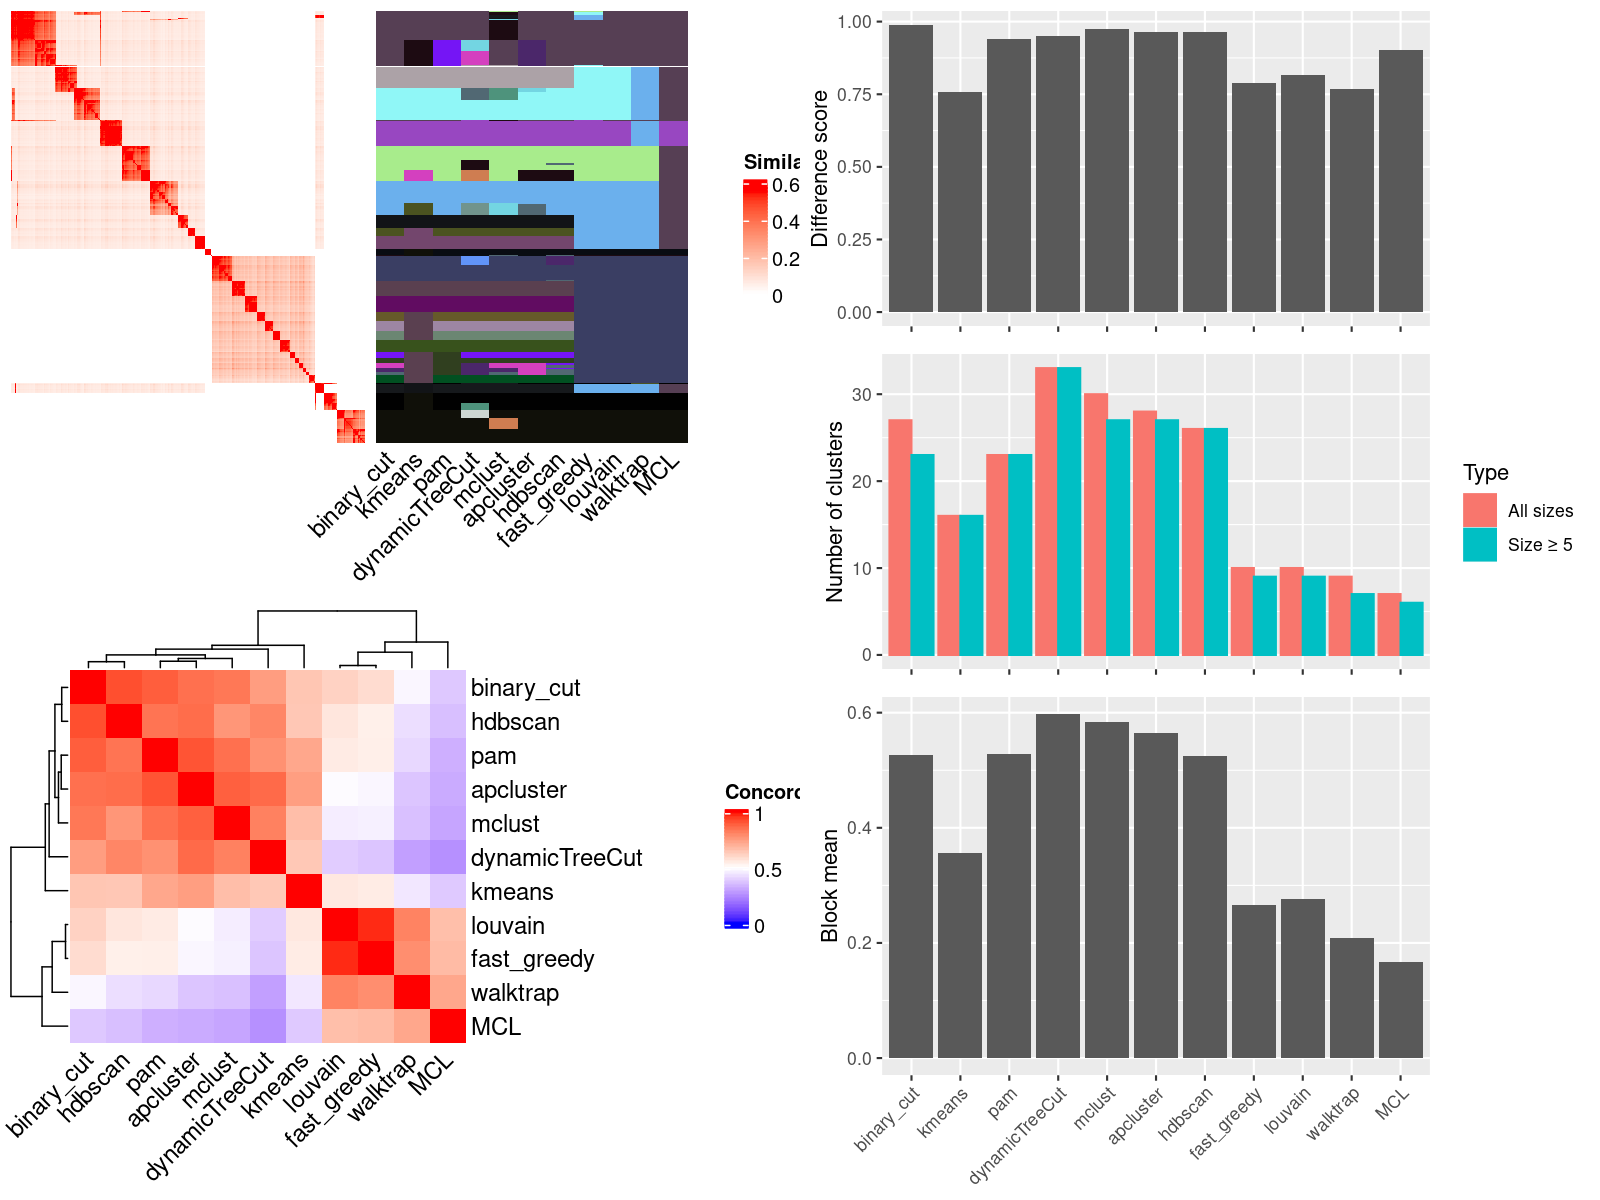 Simila
0.6
0.4
0.2
0
binary_cut
kmeans
pam
dynamicTreeCut
mclust
apcluster
hdbscan
fast_greedy
louvain
walktrap
MCL
Concord
1
0.5
0
binary_cut
hdbscan
pam
apcluster
mclust
dynamicTreeCut
kmeans
louvain
fast_greedy
walktrap
MCL
binary_cut
hdbscan
pam
apcluster
mclust
dynamicTreeCut
kmeans
louvain
fast_greedy
walktrap
MCL
Difference score
1.00
0.75
0.50
0.25
0.00
Number of clusters
30
20
10
0
Type
All sizes
Size ≥ 5
Block mean
0.6
0.4
0.2
0.0
binary_cut
kmeans
pam
dynamicTreeCut
mclust
apcluster
hdbscan
fast_greedy
louvain
walktrap
MCL